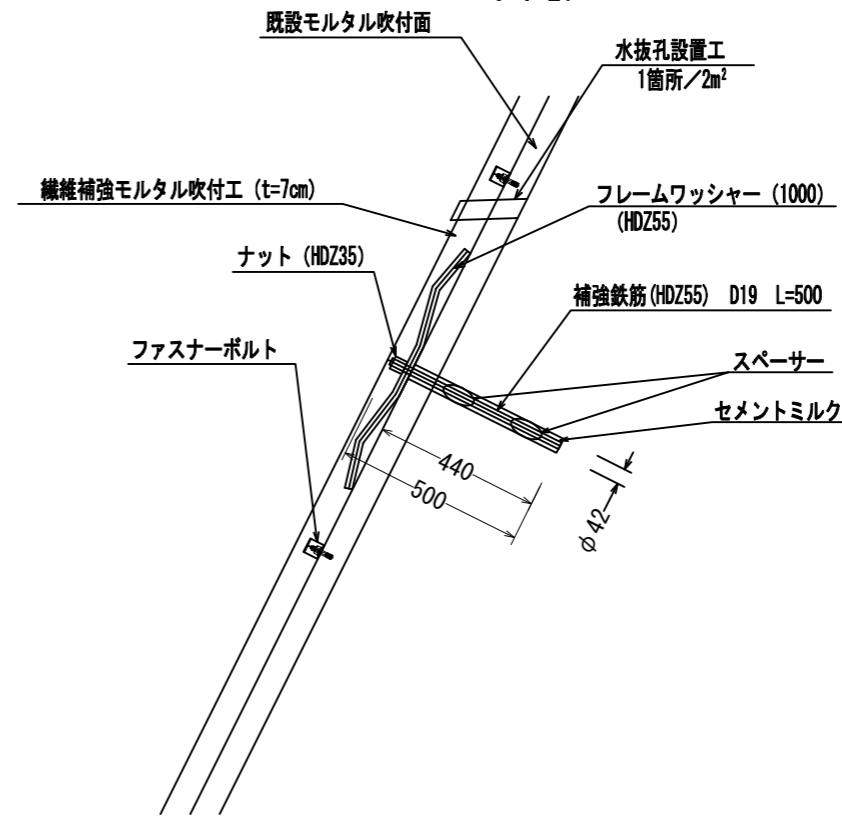 既設モルタル吹付面
水抜孔設置工
1箇所／2m²
繊維補強モルタル吹付工 (t=7cm)
フレームワッシャー (1000)
(HDZ55)
ナット (HDZ35)
補強鉄筋(HDZ55) D19 L=500
ファスナーボルト
スペーサー
セメントミルク
440
500
φ42